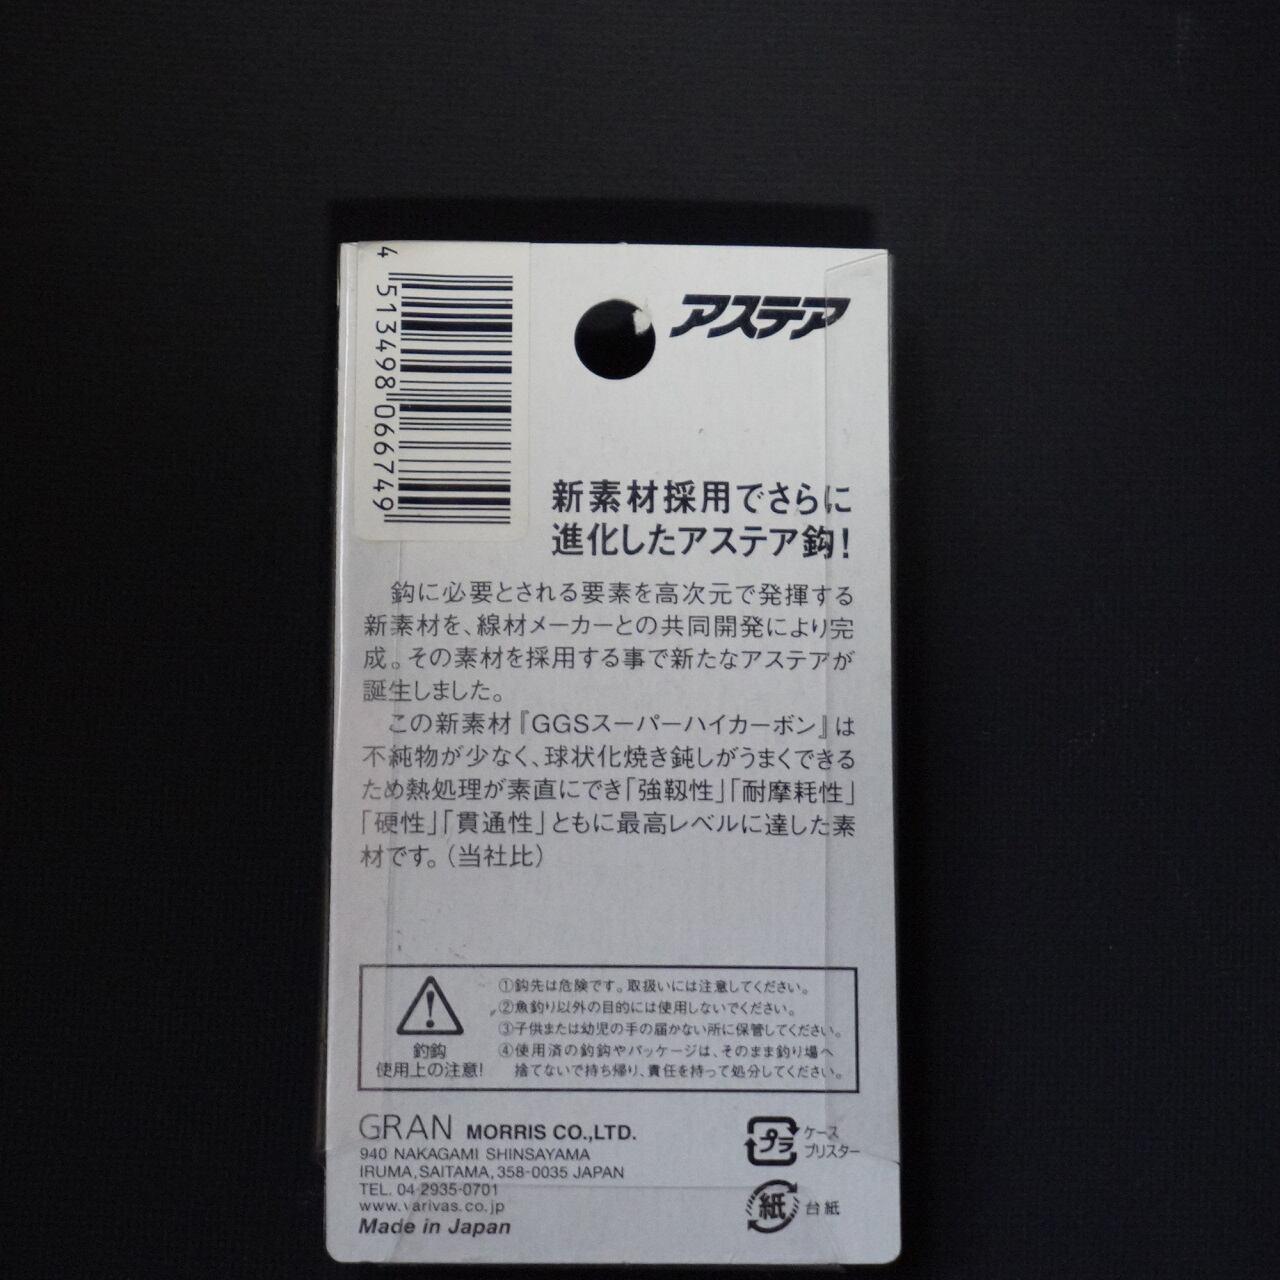 4 513498 066749
アステア
新素材採用でさらに
進化したアステア鈎!
鈎に必要とされる要素を高次元で発揮する
新素材を、線材メーカーとの共同開発により完
成。その素材を採用する事で新たなアステアが
誕生しました。
この新素材『GGSスーパーハイカーボン』は
不純物が少なく、球状化焼き鈍しがうまくできる
ため熱処理が素直にでき「強靱性」「耐摩耗性」
「硬性」「貫通性」ともに最高レベルに達した素
材です。(当社比)
釣鈎
使用上の注意!
①鈎先は危険です。取扱いには注意してください。
②魚釣り以外の目的には使用しないでください。
③子供または幼児の手の届かない所に保管してください。
④使用済の釣鈎やパッケージは、そのまま釣り場へ
捨てないで持ち帰り、責任を持って処分してください。
GRAN MORRIS CO.,LTD.
940 NAKAGAMI SHINSAYAMA
IRUMA,SAITAMA,358-0035 JAPAN
TEL. 04-2935-0701
www.varivas.co.jp
Made in Japan
プラ
ケース
ブリスター
紙
台紙